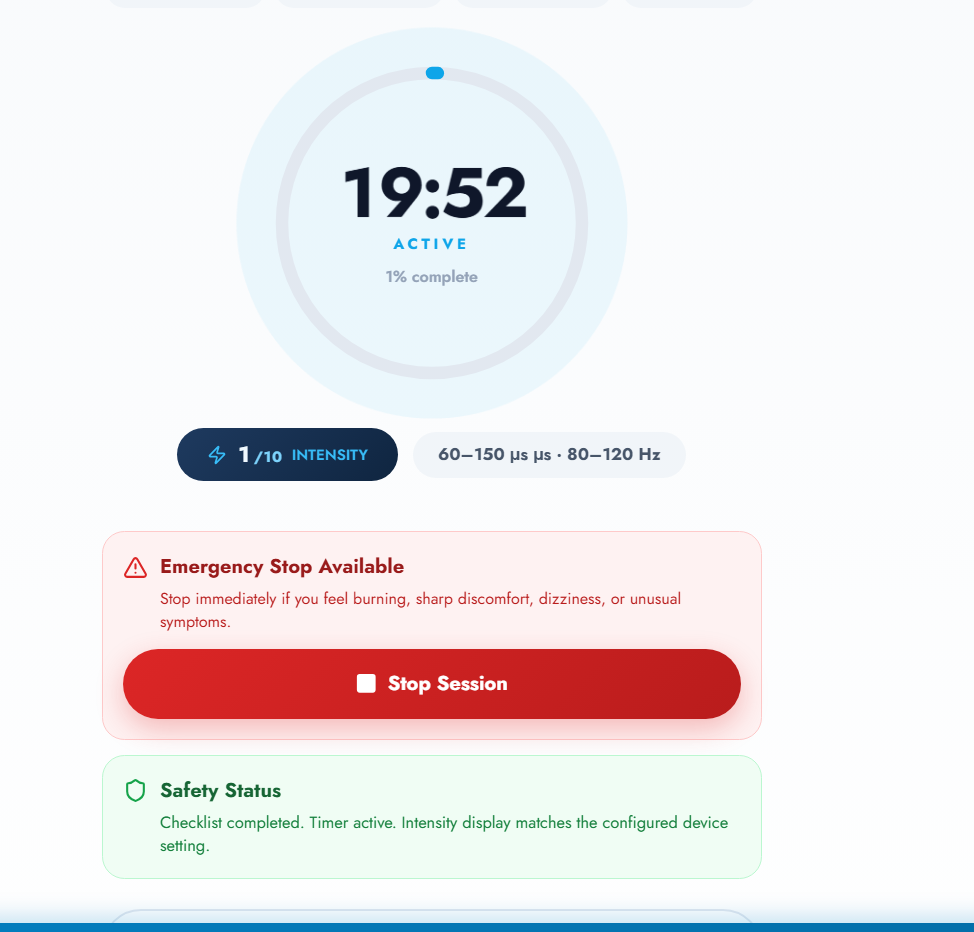 19:52
ACTIVE
1% complete
1 /10 INTENSITY
60–150 µs µs · 80–120 Hz
Emergency Stop Available
Stop immediately if you feel burning, sharp discomfort, dizziness, or unusual
symptoms.
Stop Session
Safety Status
Checklist completed. Timer active. Intensity display matches the configured device
setting.